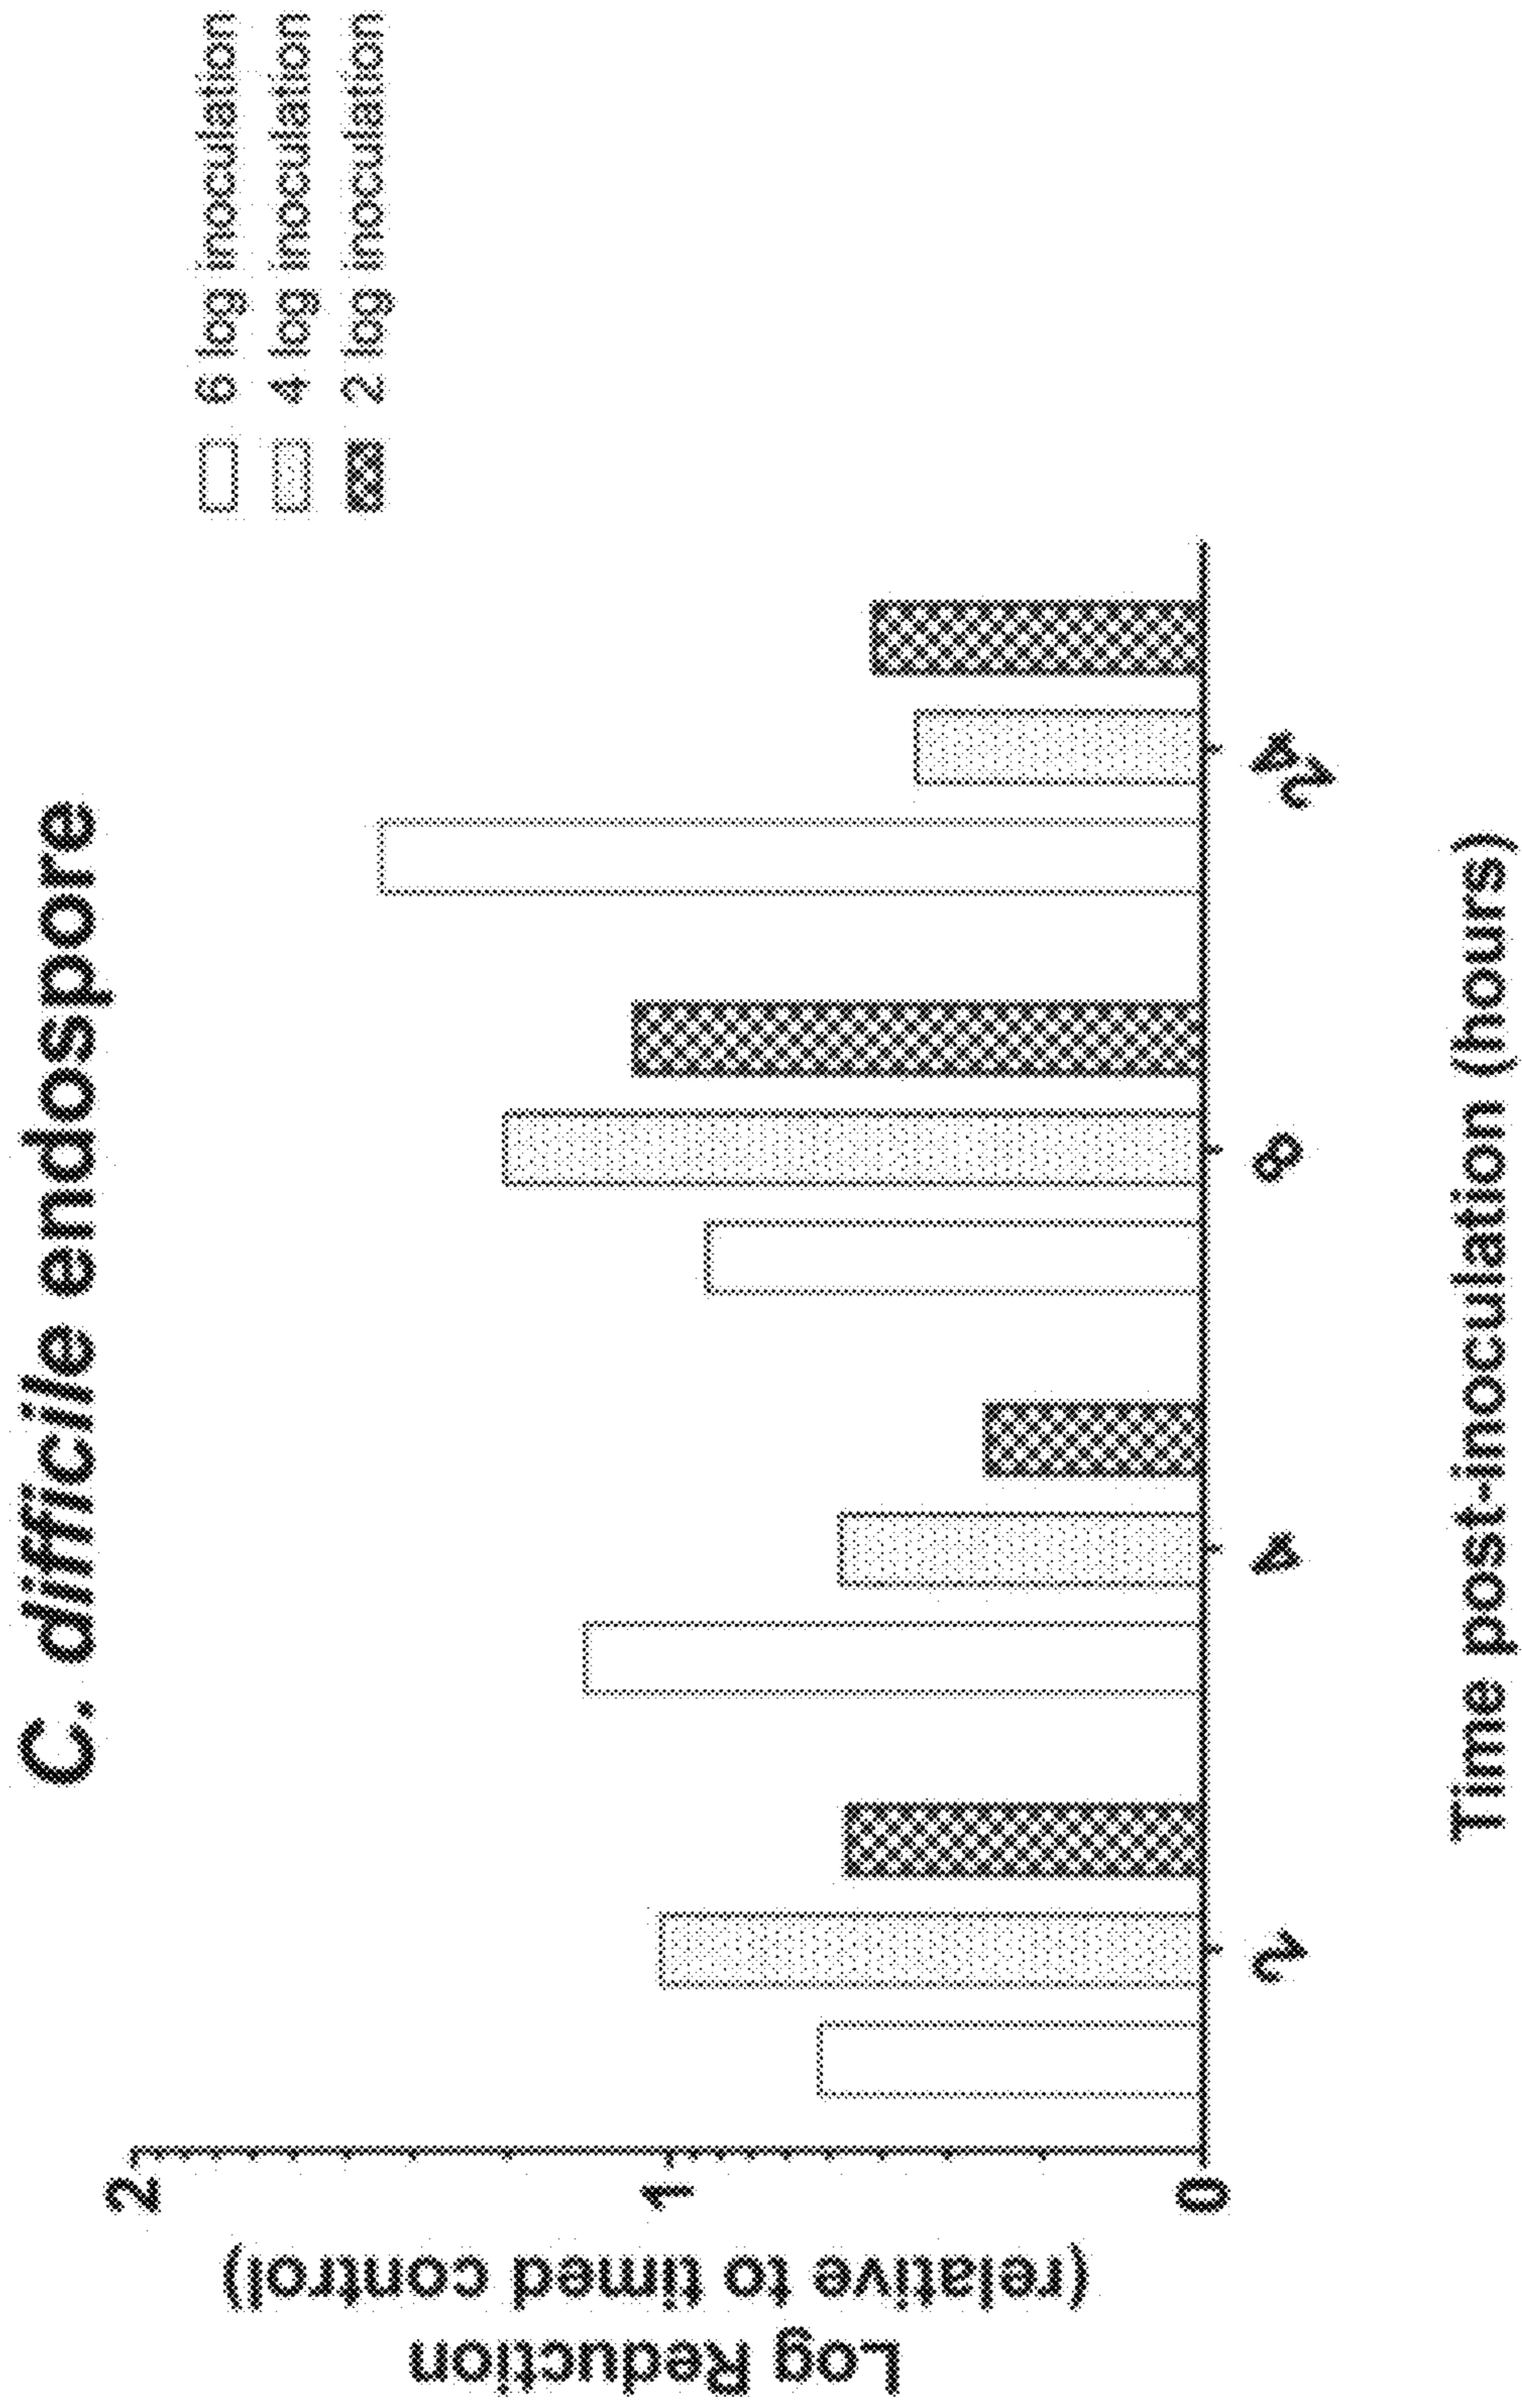 C. difficile endospore
6 log inoculation
4 log inoculation
2 log inoculation
Log Reduction
(relative to timed control)
2
1
0
2
4
8
24
Time post-inoculation (hours)